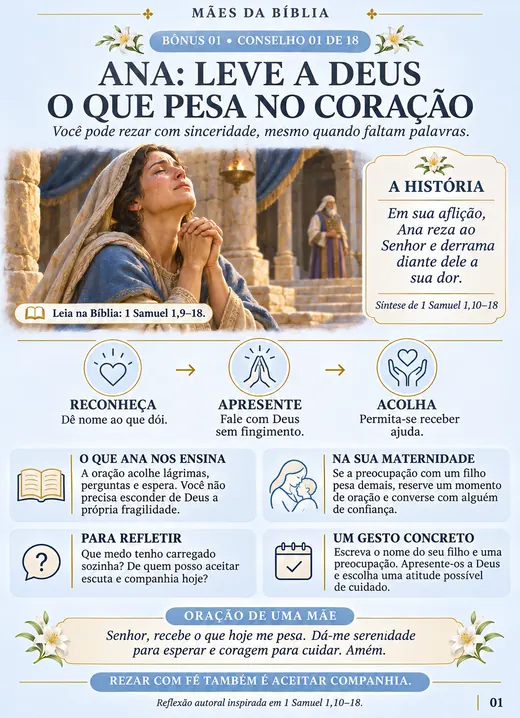 MÃES DA BÍBLIA
BÔNUS 01 • CONSELHO 01 DE 18
ANA: LEVE A DEUS
O QUE PESA NO CORAÇÃO
Você pode rezar com sinceridade, mesmo quando faltam palavras.
A HISTÓRIA
Em sua aflição,
Ana reza ao
Senhor e derrama
diante dele a
sua dor.
Síntese de 1 Samuel 1,10–18
Leia na Bíblia: 1 Samuel 1,9–18.
RECONHEÇA
Dê nome ao que dói.
APRESENTE
Fale com Deus
sem fingimento.
ACOLHA
Permita-se receber
ajuda.
O QUE ANA NOS ENSINA
A oração acolhe lágrimas,
perguntas e espera. Você não
precisa esconder de Deus a
própria fragilidade.
NA SUA MATERNIDADE
Se a preocupação com um filho
pesa demais, reserve um momento
de oração e converse com alguém
de confiança.
PARA REFLETIR
Que medo tenho carregado
sozinha? De quem posso aceitar
escuta e companhia hoje?
UM GESTO CONCRETO
Escreva o nome do seu filho e uma
preocupação. Apresente-os a Deus
e escolha uma atitude possível
de cuidado.
ORAÇÃO DE UMA MÃE
Senhor, recebe o que hoje me pesa. Dá-me serenidade
para esperar e coragem para cuidar. Amém.
REZAR COM FÉ TAMBÉM É ACEITAR COMPANHIA.
Reflexão autoral inspirada em 1 Samuel 1,10–18.
01